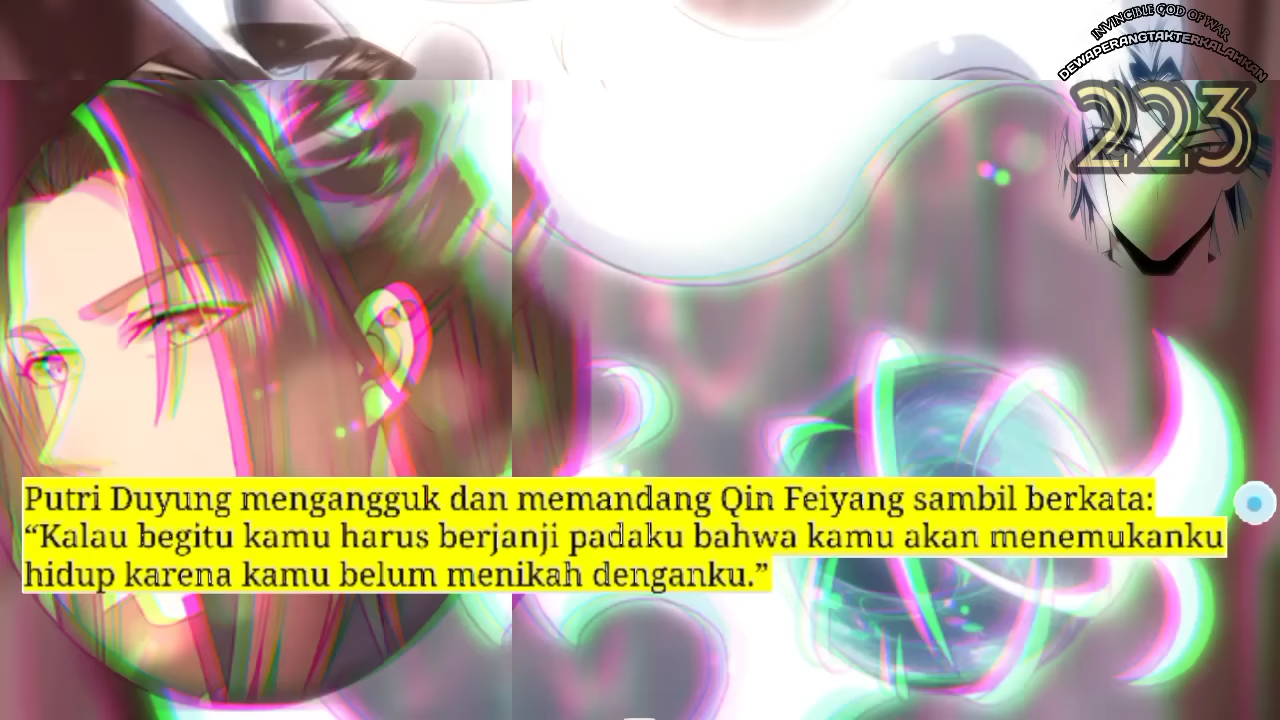 INVINCIBLE GOD OF WAR
DEWAPERANGTAKTERKALAHKAN
223
Putri Duyung mengangguk dan memandang Qin Feiyang sambil berkata:
“Kalau begitu kamu harus berjanji padaku bahwa kamu akan menemukanku
hidup karena kamu belum menikah denganku.”